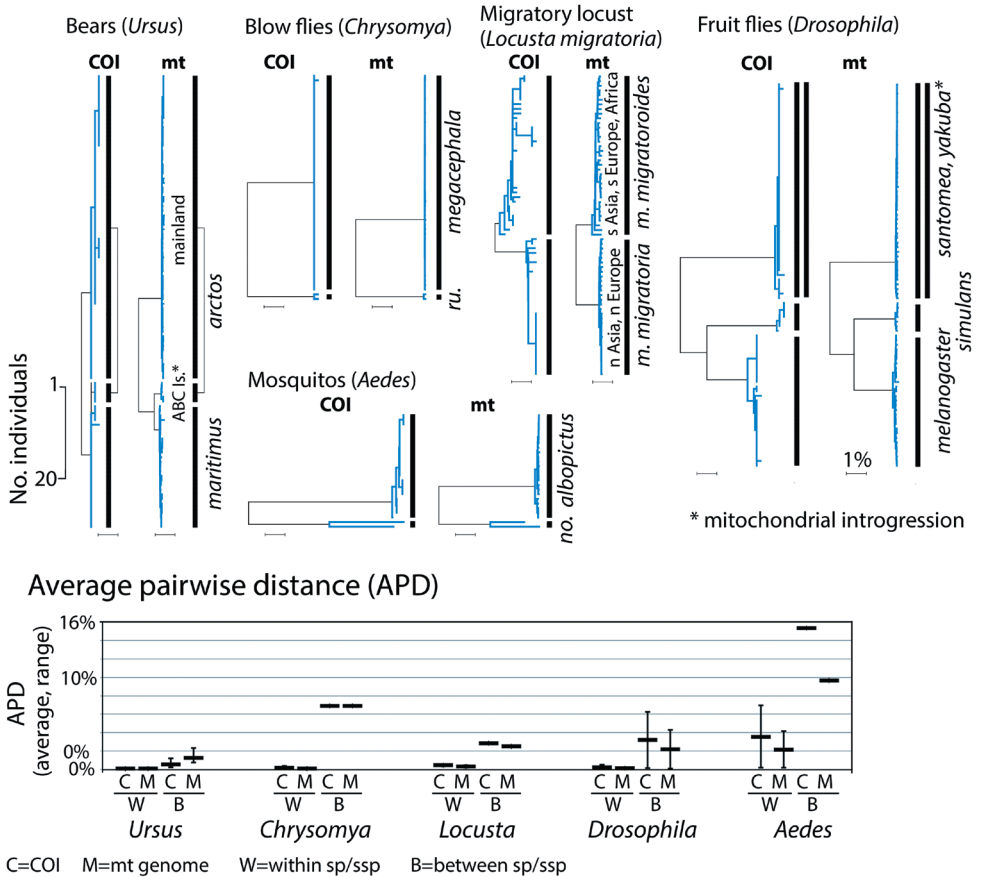 Bears (Ursus)
COI mt
mainland
ABC Is.*
arctos
maritimus
No. individuals
1
20
Blow flies (Chrysomya)
COI mt
megacephala
ru.
Migratory locust
(Locusta migratoria)
COI mt
s Asia, s Europe, Africa
m. migratoroides
n Asia, n Europe
m. migratoria
Fruit flies (Drosophila)
COI mt
santomea, yakuba*
simulans
melanogaster
1%
Mosquitos (Aedes)
COI mt
albopictus
no.
* mitochondrial introgression
Average pairwise distance (APD)
APD
(average, range)
16%
10%
0%
0%
C M C M C M C M C M C M C M C M C M C M
W B W B W B W B W B
Ursus Chrysomya Locusta Drosophila Aedes
C=COI M=mt genome W=within sp/ssp B=between sp/ssp